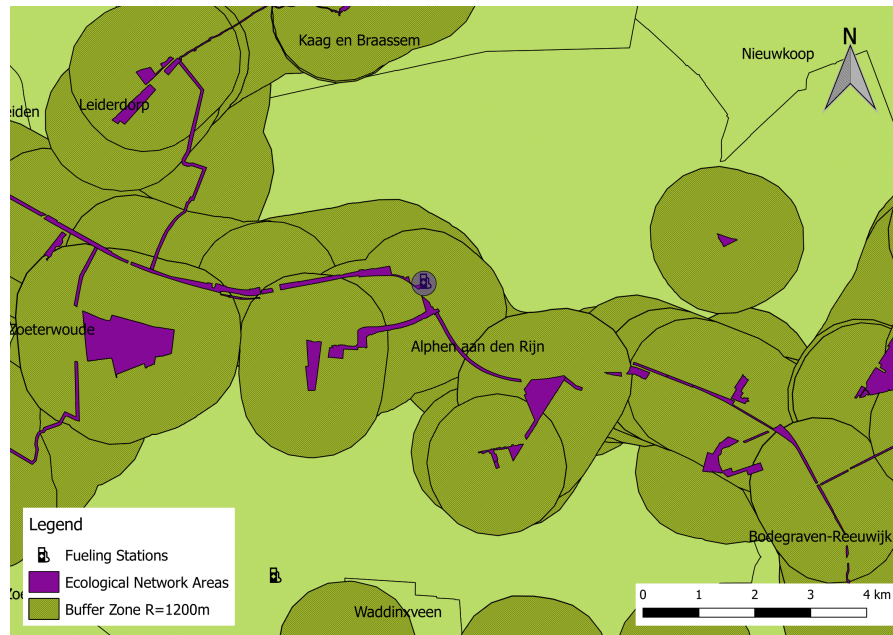 Kaag en Braassem
N
Nieuwkoop
Leiderdorp
eiden
Zoeterwoude
Alphen aan den Rijn
Bodegraven-Reeuwijk
Waddinxveen
Zoe
Legend
Fueling Stations
Ecological Network Areas
Buffer Zone R=1200m
0 1 2 3 4 km